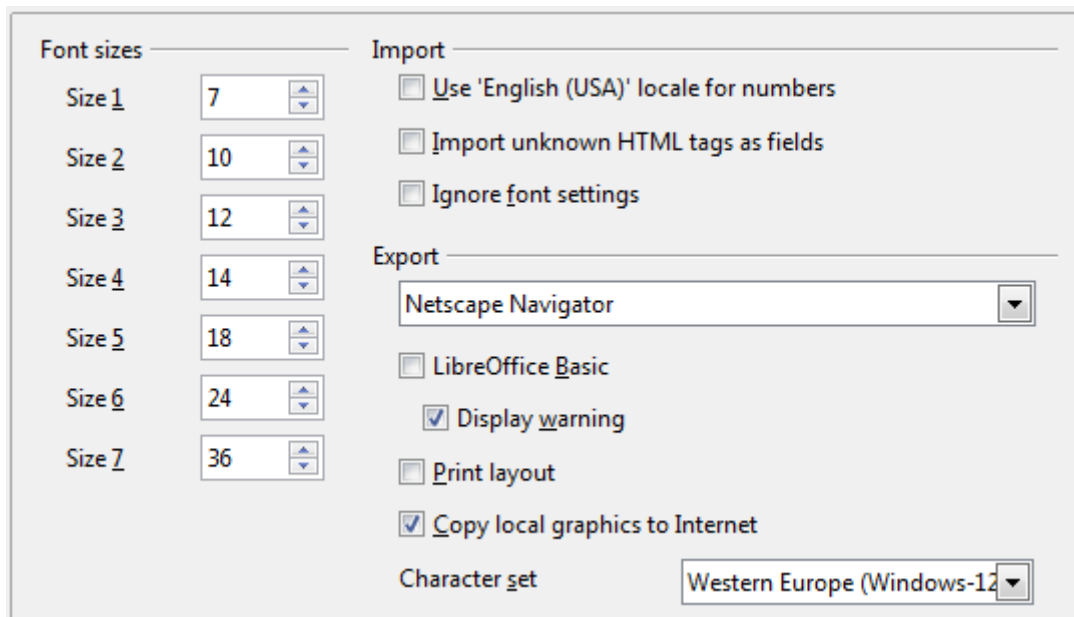 Font sizes
Size 1 7
Size 2 10
Size 3 12
Size 4 14
Size 5 18
Size 6 24
Size 7 36
Import
Use 'English (USA)' locale for numbers
Import unknown HTML tags as fields
Ignore font settings
Export
Netscape Navigator
LibreOffice Basic
Display warning
Print layout
Copy local graphics to Internet
Character set Western Europe (Windows-12